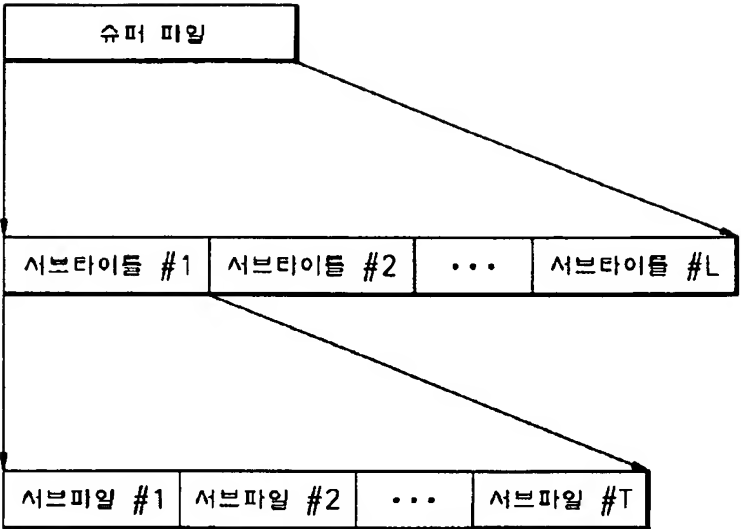 슈퍼 파일
서브타이틀 #1 서브타이틀 #2 ··· 서브타이틀 #L
서브파일 #1 서브파일 #2 ··· 서브파일 #T